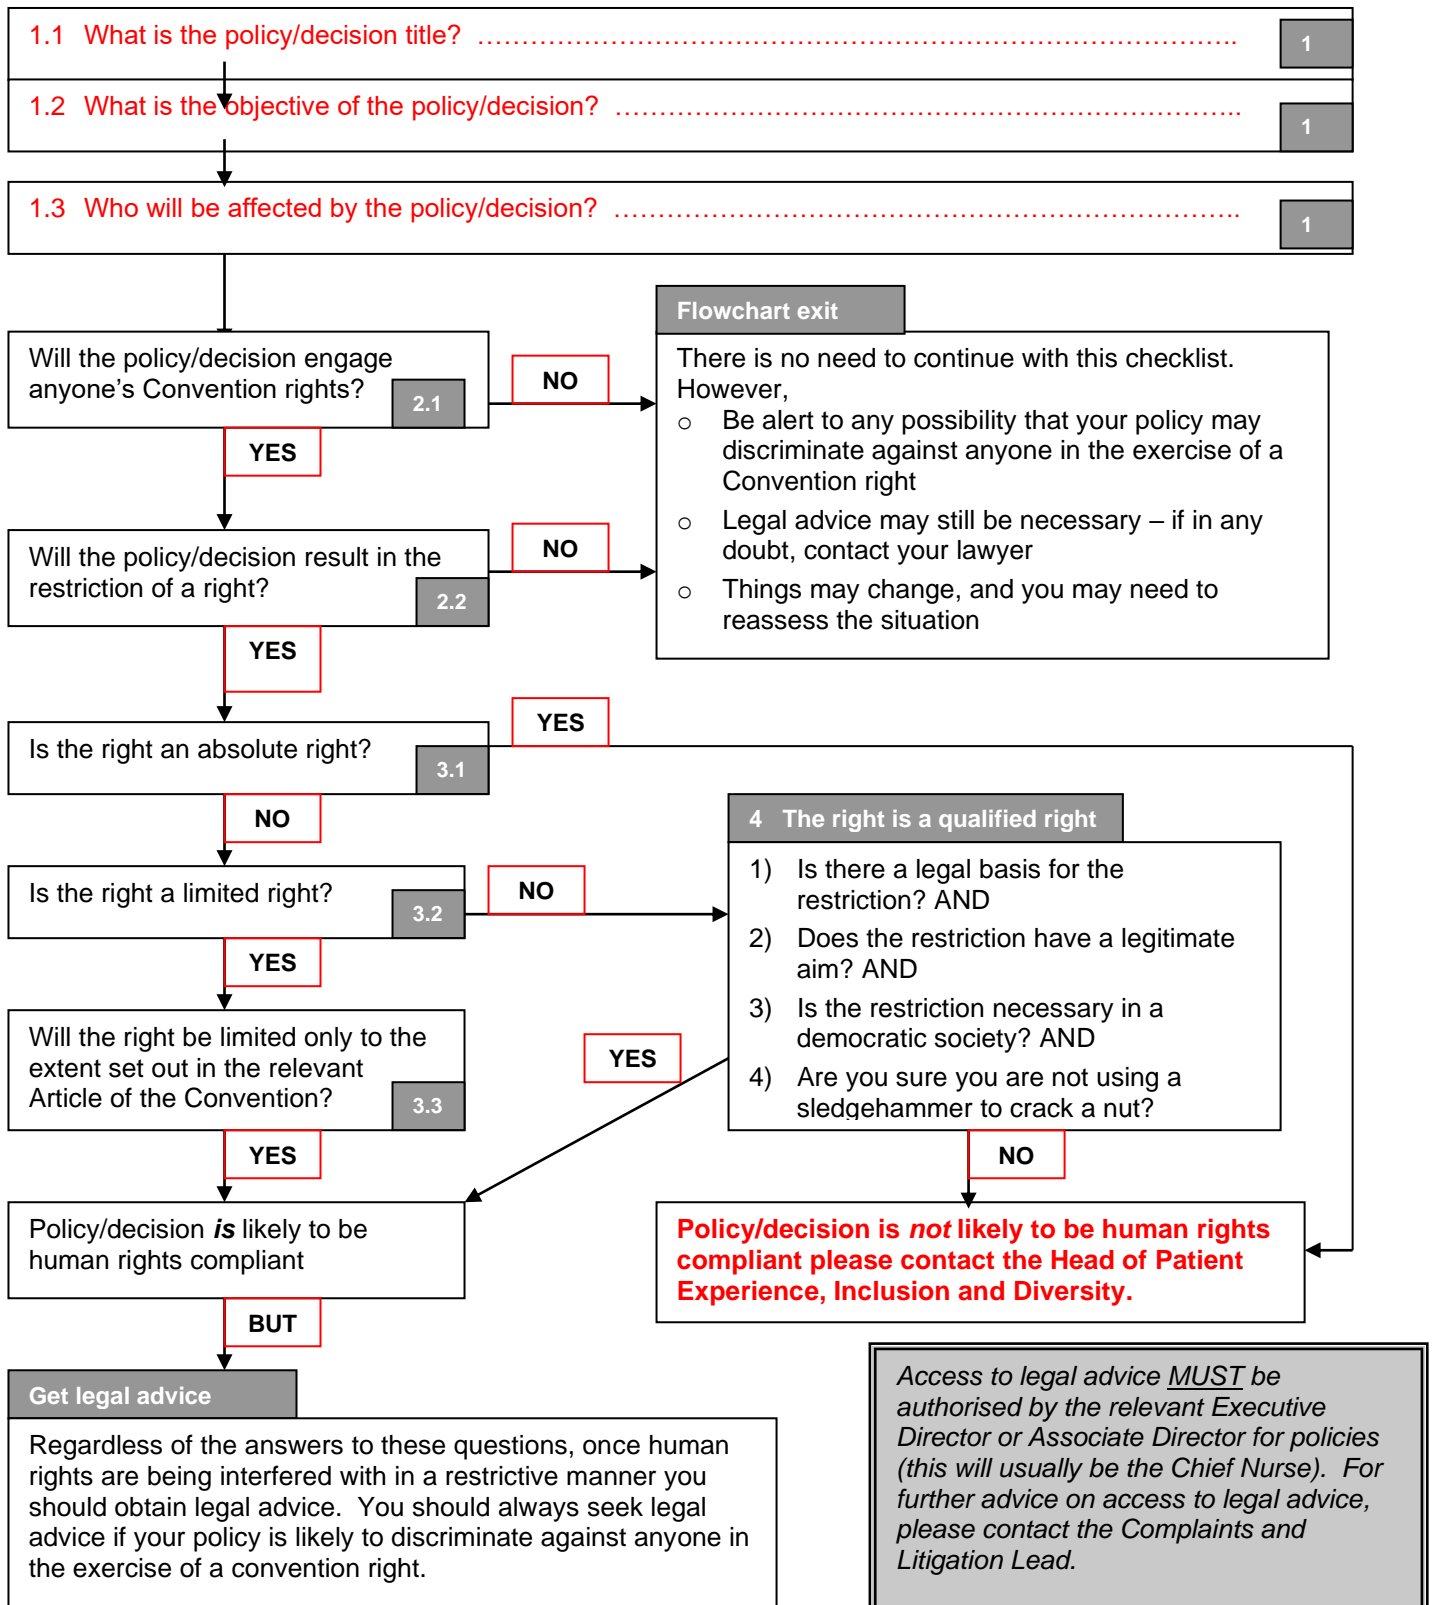 1.1 What is the policy/decision title? …………………………………………………………………………….
1
1.2 What is the objective of the policy/decision? ………………………………………………………………..
1
1.3 Who will be affected by the policy/decision? ………………………………………………………………..
1
Will the policy/decision engage
anyone’s Convention rights?
2.1
NO
YES
Flowchart exit
There is no need to continue with this checklist.
However,
o Be alert to any possibility that your policy may
discriminate against anyone in the exercise of a
Convention right
o Legal advice may still be necessary – if in any
doubt, contact your lawyer
o Things may change, and you may need to
reassess the situation
Will the policy/decision result in the
restriction of a right?
2.2
NO
YES
Is the right an absolute right?
3.1
YES
NO
Is the right a limited right?
3.2
NO
YES
4 The right is a qualified right
1) Is there a legal basis for the
restriction? AND
2) Does the restriction have a legitimate
aim? AND
3) Is the restriction necessary in a
democratic society? AND
4) Are you sure you are not using a
sledgehammer to crack a nut?
YES
NO
Will the right be limited only to the
extent set out in the relevant
Article of the Convention?
3.3
YES
Policy/decision is likely to be
human rights compliant
BUT
Policy/decision is not likely to be human rights
compliant please contact the Head of Patient
Experience, Inclusion and Diversity.
Get legal advice
Regardless of the answers to these questions, once human
rights are being interfered with in a restrictive manner you
should obtain legal advice. You should always seek legal
advice if your policy is likely to discriminate against anyone in
the exercise of a convention right.
Access to legal advice MUST be
authorised by the relevant Executive
Director or Associate Director for policies
(this will usually be the Chief Nurse). For
further advice on access to legal advice,
please contact the Complaints and
Litigation Lead.